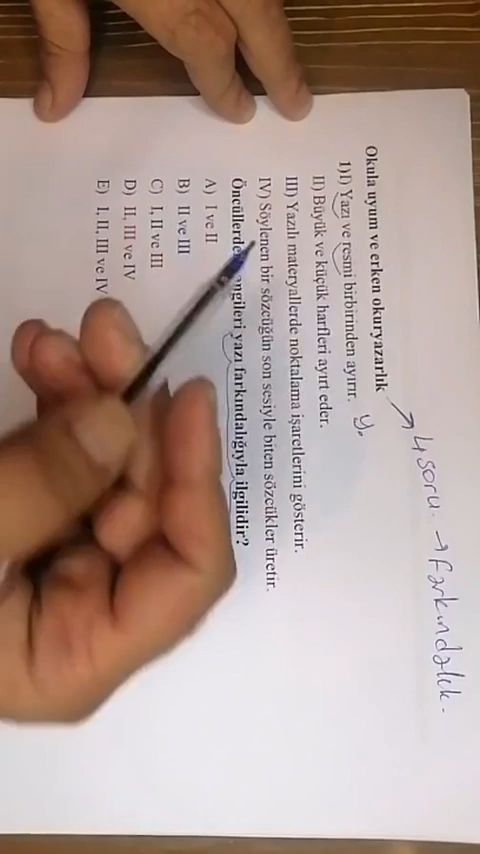 Okula uyum ve erken okuryazarlık
4 soru. → farkındalık.
1)I) Yazı ve resmi birbirinden ayırır. y.
II) Büyük ve küçük harfleri ayırt eder.
III) Yazılı materyallerde noktalama işaretlerini gösterir.
IV) Söylenen bir sözcüğün son sesiyle biten sözcükler üretir.
yazı farkındalığıyla ilgilidir?
A) I ve II
B) II ve III
C) I, II ve III
D) II, III ve IV
E) I, II, III ve IV